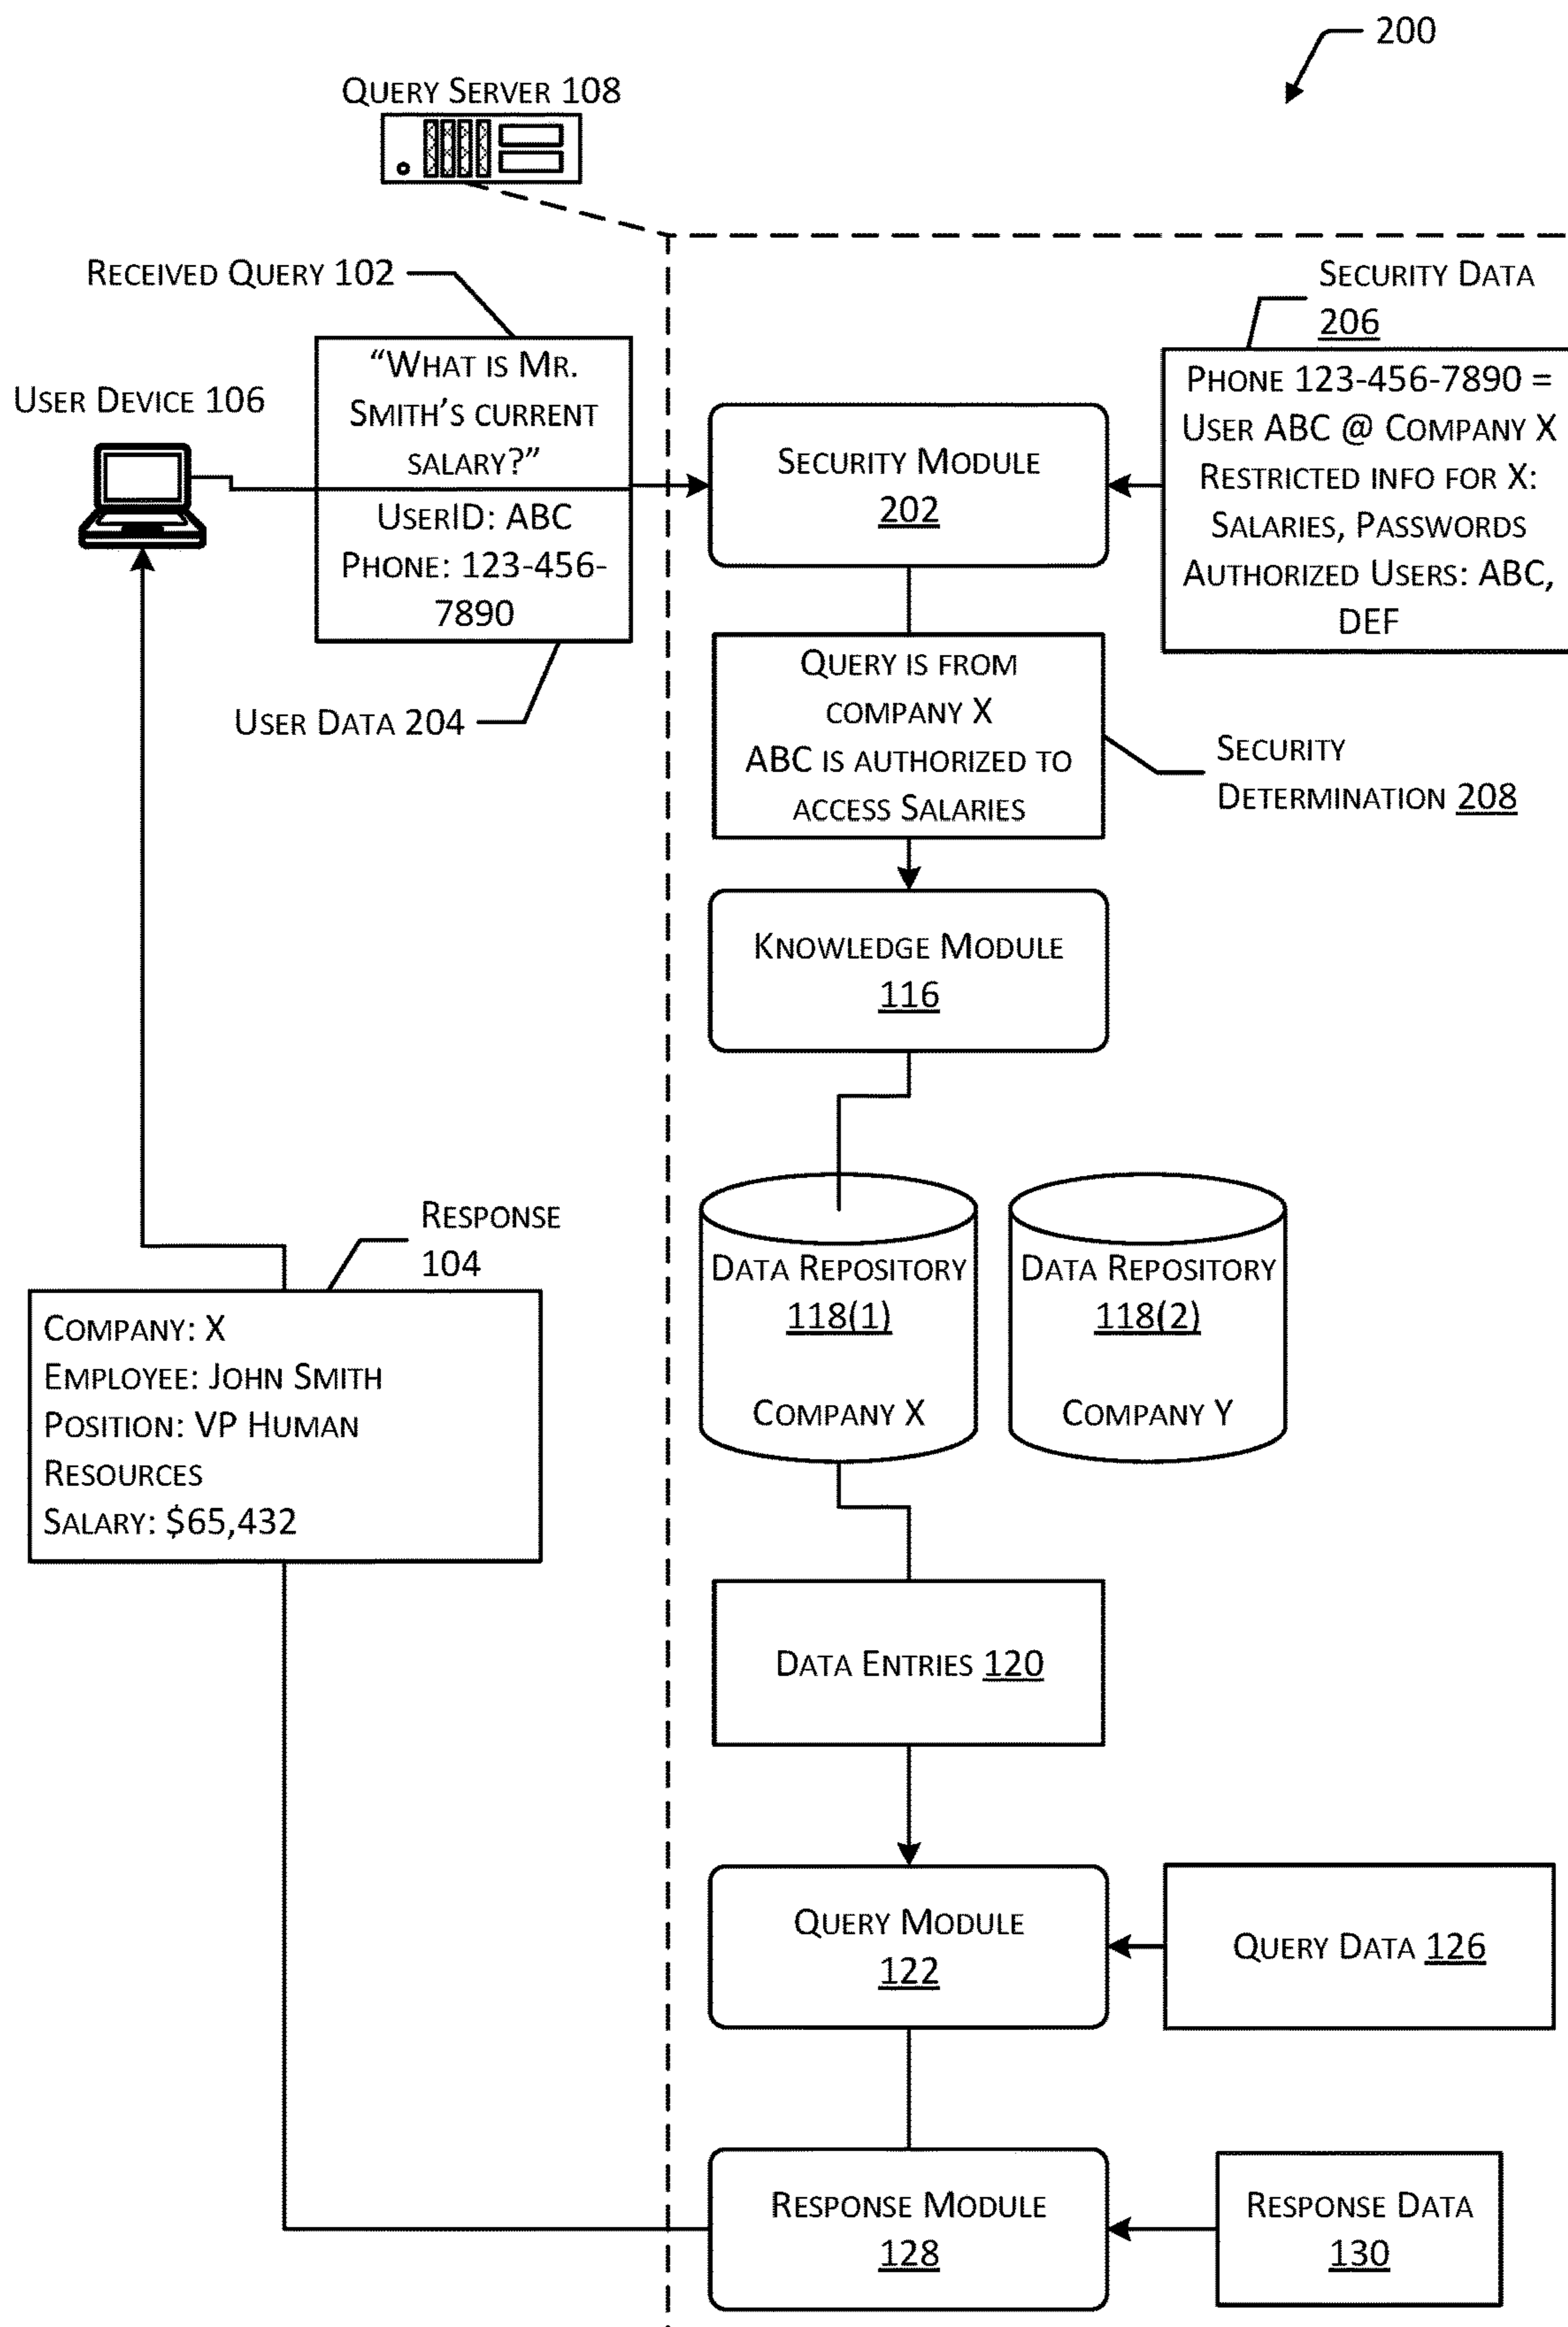 200
Query Server 108
Received Query 102
“What is Mr.
Smith’s current
salary?”
UserID: ABC
Phone: 123-456-
7890
User Device 106
User Data 204
Security Data
206
Phone 123-456-7890 =
User ABC @ Company X
Restricted info for X:
Salaries, Passwords
Authorized Users: ABC,
DEF
Security Module
202
Query is from
company X
ABC is authorized to
access Salaries
Security
Determination 208
Knowledge Module
116
Data Repository
118(1)
Company X
Data Repository
118(2)
Company Y
Response
104
Company: X
Employee: John Smith
Position: VP Human
Resources
Salary: $65,432
Data Entries 120
Query Module
122
Query Data 126
Response Module
128
Response Data
130